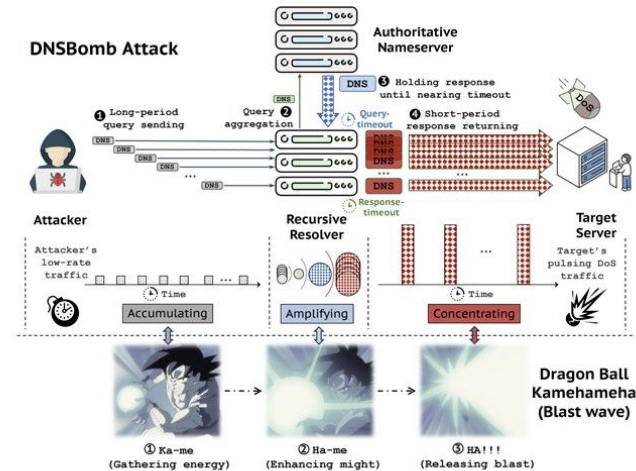 DNSBomb Attack
Authoritative
Nameserver
DNS
❸ Holding response
until nearing timeout
DoS
❶ Long-period
query sending
DNS
Query ❷
aggregation
Query-
timeout
❹ Short-period
response returning
DNS
DNS
DNS
DNS
...
DNS
DNS
DNS
...
...
DNS
Response-
timeout
Attacker
Recursive
Resolver
Target
Server
Attacker's
low-rate
traffic
...
Time
...
Time
Target's
pulsing DoS
traffic
Accumulating
Amplifying
Concentrating
Dragon Ball
Kamehameha
(Blast wave)
① Ka-me
(Gathering energy)
② Ha-me
(Enhancing might)
③ HA!!!
(Releasing blast)